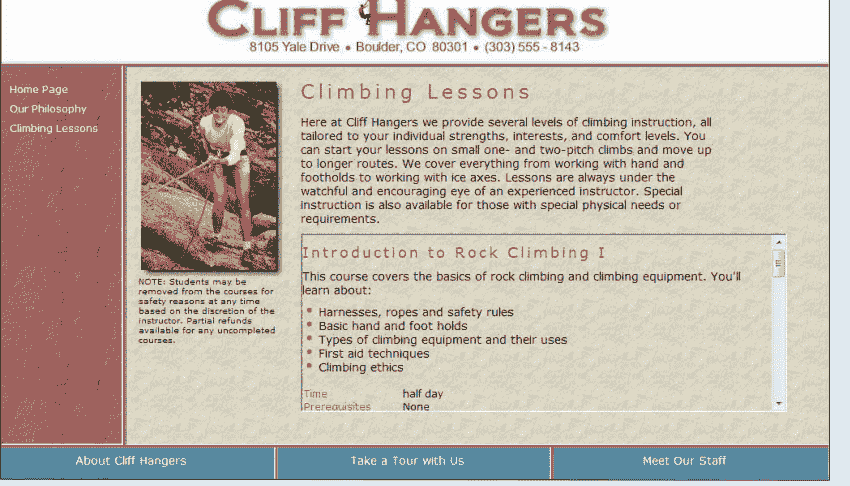 CLIFF HANGERS
8105 Yale Drive • Boulder, CO 80301 • (303) 555 - 8143
Home Page
Our Philosophy
Climbing Lessons
NOTE: Students may be
removed from the courses for
safety reasons at any time
based on the discretion of the
instructor. Partial refunds
available for any uncompleted
courses.
Climbing Lessons
Here at Cliff Hangers we provide several levels of climbing instruction, all
tailored to your individual strengths, interests, and comfort levels. You
can start your lessons on small one- and two-pitch climbs and move up
to longer routes. We cover everything from working with hand and
footholds to working with ice axes. Lessons are always under the
watchful and encouraging eye of an experienced instructor. Special
instruction is also available for those with special physical needs or
requirements.
Introduction to Rock Climbing I
This course covers the basics of rock climbing and climbing equipment. You'll
learn about:
• Harnesses, ropes and safety rules
• Basic hand and foot holds
• Types of climbing equipment and their uses
• First aid techniques
• Climbing ethics
Time half day
Prerequisites None
About Cliff Hangers Take a Tour with Us Meet Our Staff